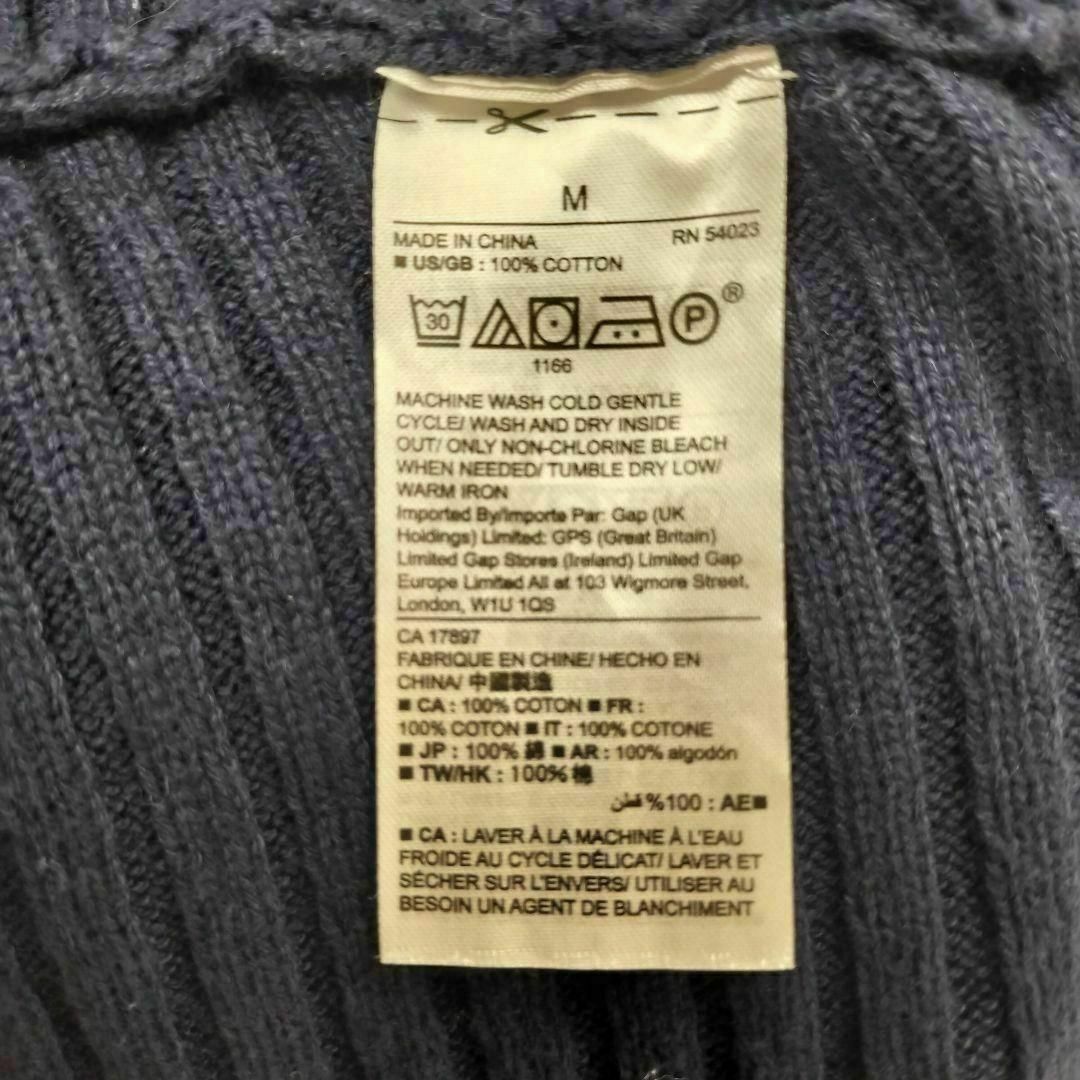 M
MADE IN CHINA RN 54023
■ US/GB : 100% COTTON
30 P ®
1166
MACHINE WASH COLD GENTLE
CYCLE/ WASH AND DRY INSIDE
OUT/ ONLY NON-CHLORINE BLEACH
WHEN NEEDED/ TUMBLE DRY LOW/
WARM IRON
Imported By/Importe Par: Gap (UK
Holdings) Limited: GPS (Great Britain)
Limited Gap Stores (Ireland) Limited Gap
Europe Limited All at 103 Wigmore Street,
London, W1U 1QS
CA 17897
FABRIQUE EN CHINE/ HECHO EN
CHINA/ 中國製造
■ CA : 100% COTON ■ FR :
100% COTON ■ IT : 100% COTONE
■ JP : 100% 綿 ■ AR : 100% algodón
■ TW/HK : 100% 棉
■AE : 100% قطن
■ CA : LAVER À LA MACHINE À L'EAU
FROIDE AU CYCLE DÉLICAT/ LAVER ET
SÉCHER SUR L'ENVERS/ UTILISER AU
BESOIN UN AGENT DE BLANCHIMENT